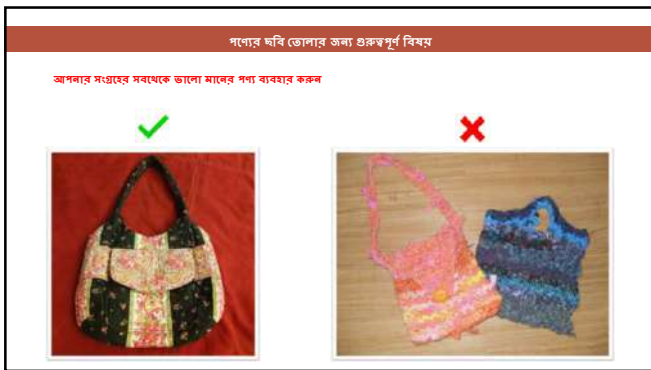 পণ্যের ছবি তোলার জন্য গুরুত্বপূর্ণ বিষয়
আপনার সংগ্রহের সবথেকে ভালো মানের পণ্য ব্যবহার করুন